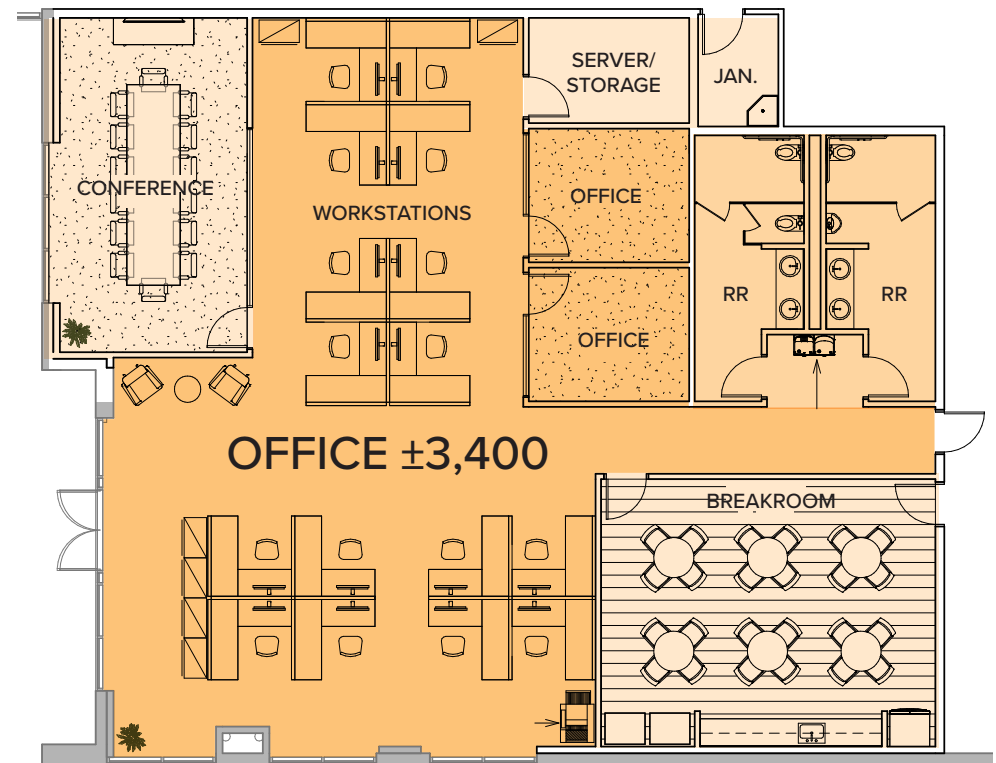 SERVER/
STORAGE
JAN.
CONFERENCE
OFFICE
WORKSTATIONS
RR
RR
OFFICE
OFFICE ±3,400
BREAKROOM